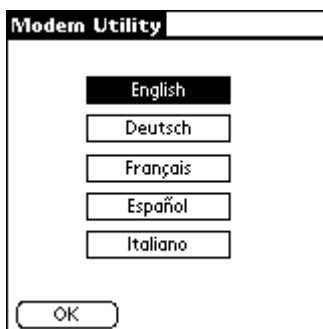 Modem Utility
English
Deutsch
Français
Español
Italiano
OK